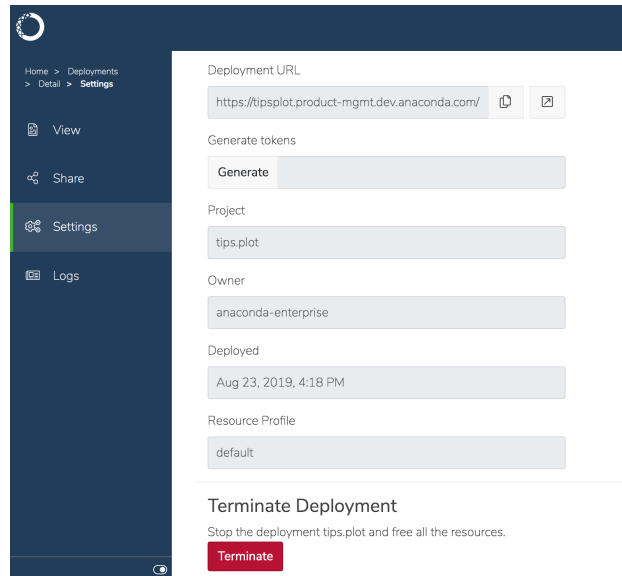 Home > Deployments
> Detail > Settings
View
Share
Settings
Logs
Deployment URL
https://tipsplot.product-mgmt.dev.anaconda.com/
Generate tokens
Generate
Project
tips.plot
Owner
anaconda-enterprise
Deployed
Aug 23, 2019, 4:18 PM
Resource Profile
default
Terminate Deployment
Stop the deployment tips.plot and free all the resources.
Terminate